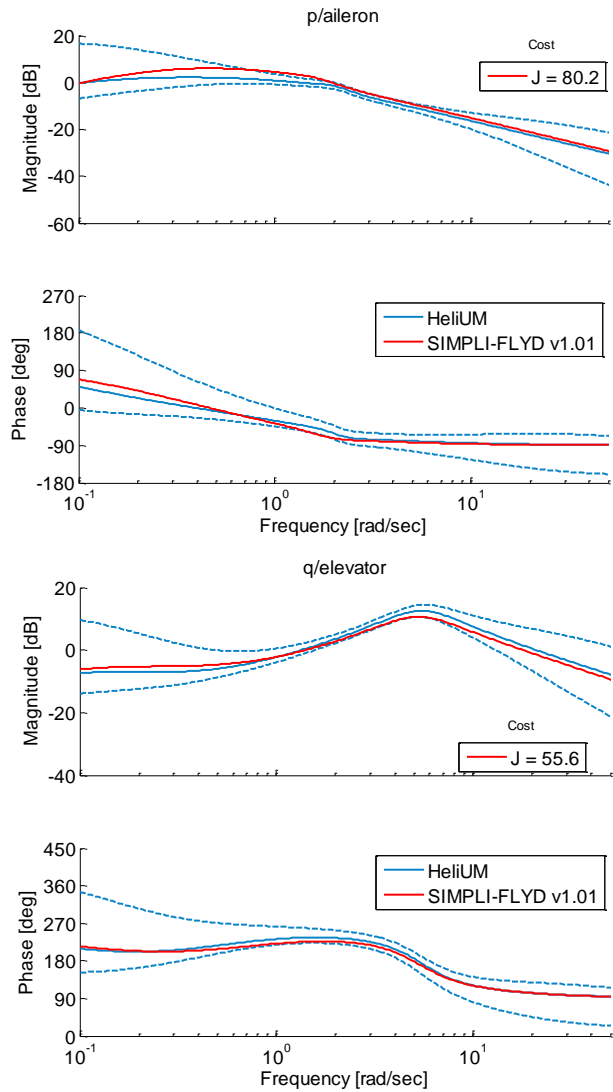 p/aileron
20
0
-20
-40
-60
Magnitude [dB]
Cost
J = 80.2
270
180
90
0
-90
-180
Phase [deg]
HeliUM
SIMPLI-FLYD v1.01
10^-1
10^0
10^1
Frequency [rad/sec]
q/elevator
20
0
-20
-40
Magnitude [dB]
Cost
J = 55.6
450
360
270
180
90
0
Phase [deg]
HeliUM
SIMPLI-FLYD v1.01
10^-1
10^0
10^1
Frequency [rad/sec]